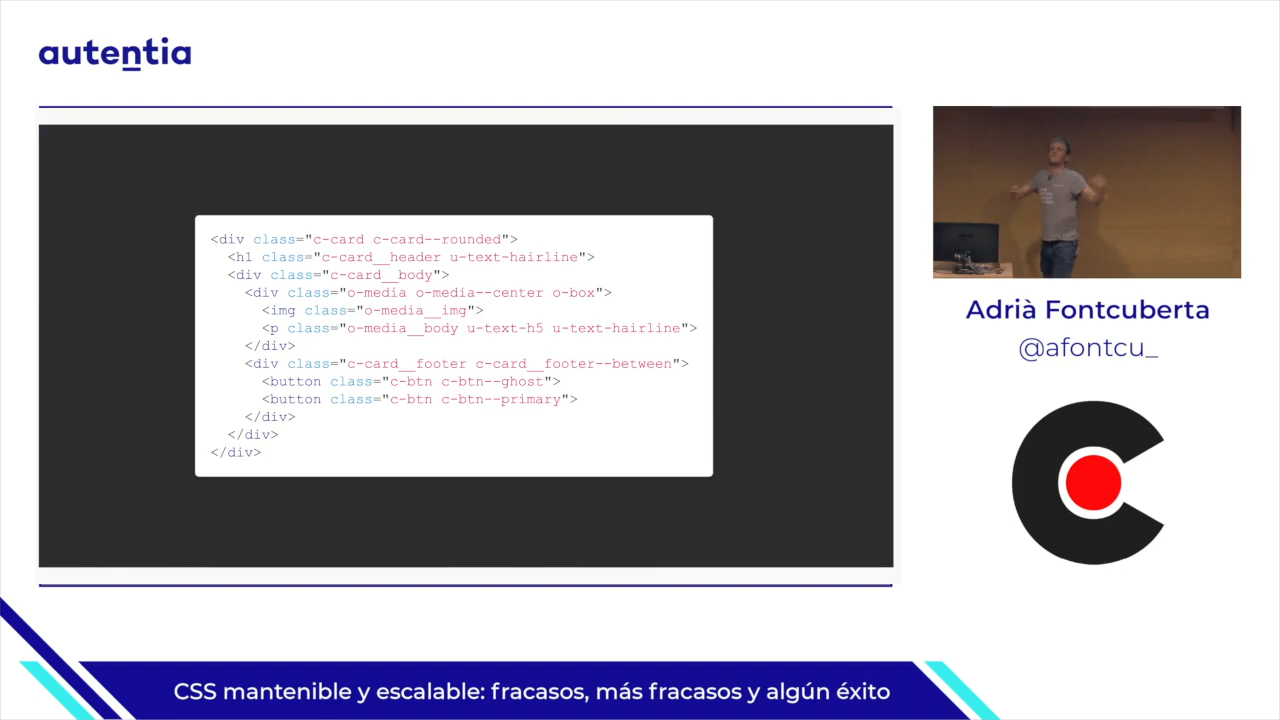 autentia
<div class="c-card c-card--rounded">
<h1 class="c-card__header u-text-hairline">
<div class="c-card__body">
<div class="o-media o-media--center o-box">
<img class="o-media__img">
<p class="o-media__body u-text-h5 u-text-hairline">
</div>
<div class="c-card__footer c-card__footer--between">
<button class="c-btn c-btn--ghost">
<button class="c-btn c-btn--primary">
</div>
</div>
</div>
Adrià Fontcuberta
@afontcu_
CSS mantenible y escalable: fracasos, más fracasos y algún éxito